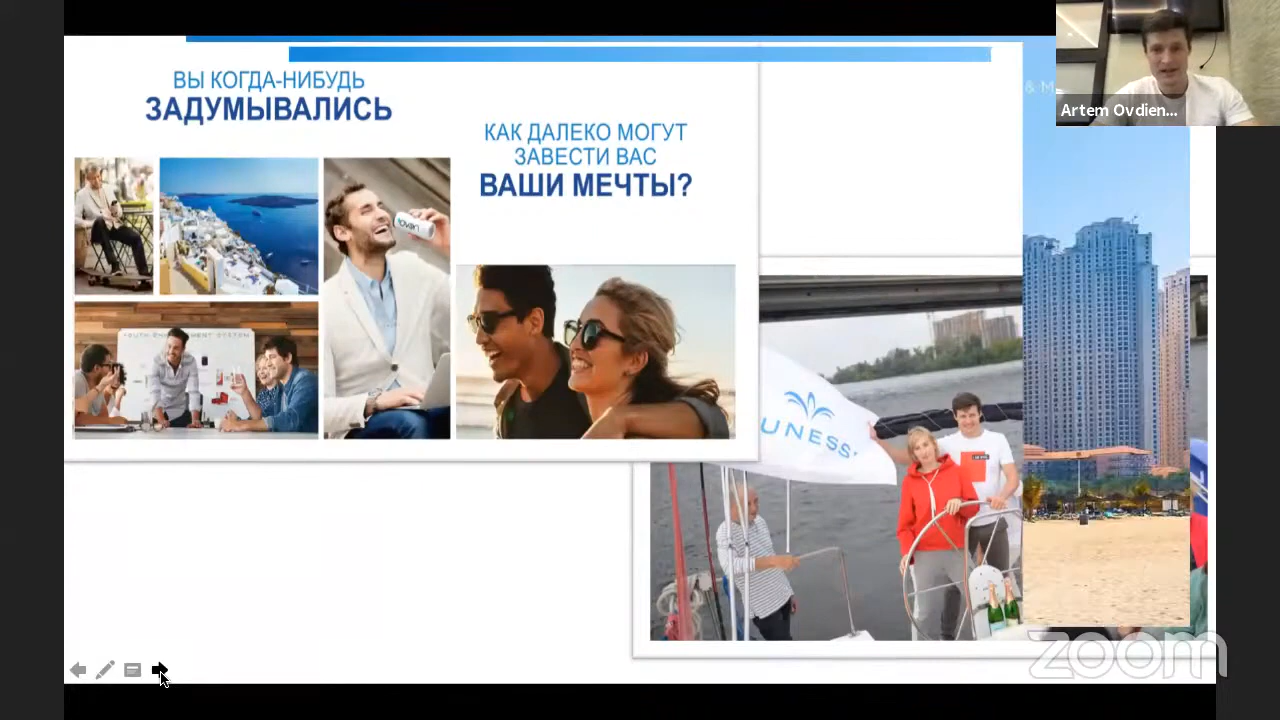 ВЫ КОГДА-НИБУДЬ
ЗАДУМЫВАЛИСЬ
КАК ДАЛЕКО МОГУТ
ЗАВЕСТИ ВАС
ВАШИ МЕЧТЫ?
& M
Artem Ovdien...
UNESS
zoom